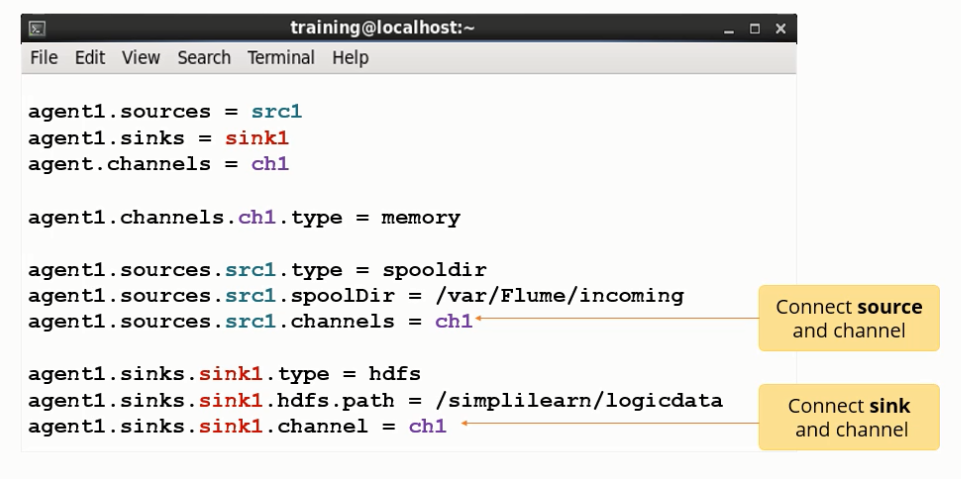 training@localhost:~
File Edit View Search Terminal Help
agent1.sources = src1
agent1.sinks = sink1
agent.channels = ch1
agent1.channels.ch1.type = memory
agent1.sources.src1.type = spooldir
agent1.sources.src1.spoolDir = /var/Flume/incoming
agent1.sources.src1.channels = ch1
Connect source
and channel
agent1.sinks.sink1.type = hdfs
agent1.sinks.sink1.hdfs.path = /simplilearn/logicdata
agent1.sinks.sink1.channel = ch1
Connect sink
and channel